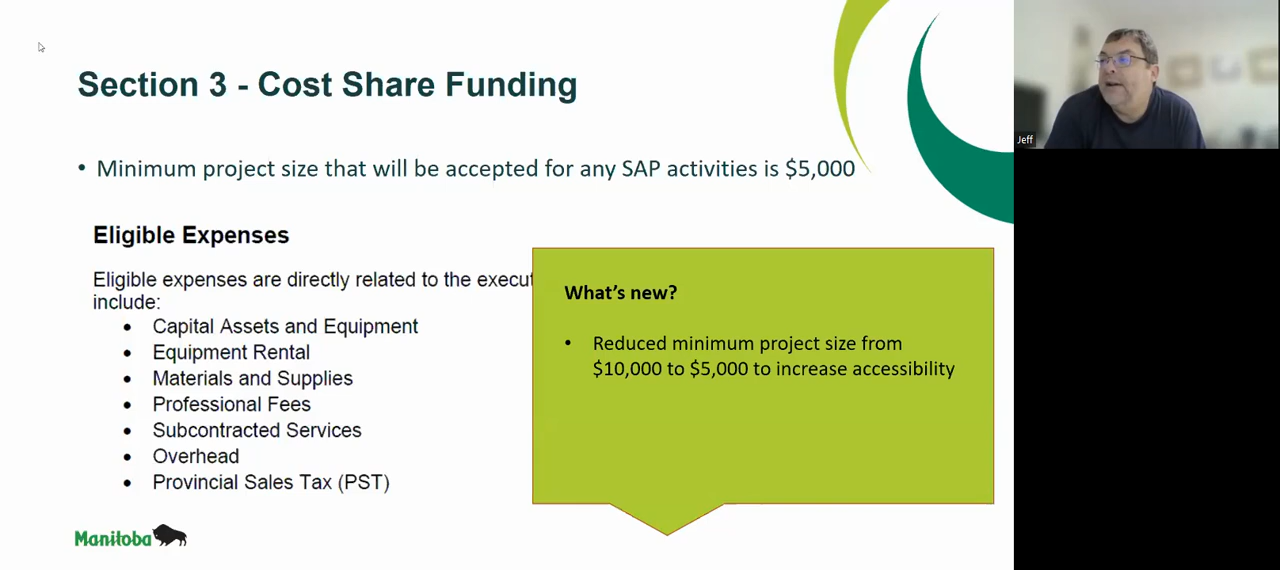 Section 3 - Cost Share Funding
• Minimum project size that will be accepted for any SAP activities is $5,000
Eligible Expenses
Eligible expenses are directly related to the execut
include:
• Capital Assets and Equipment
• Equipment Rental
• Materials and Supplies
• Professional Fees
• Subcontracted Services
• Overhead
• Provincial Sales Tax (PST)
What's new?
• Reduced minimum project size from
$10,000 to $5,000 to increase accessibility
Manitoba
Jeff